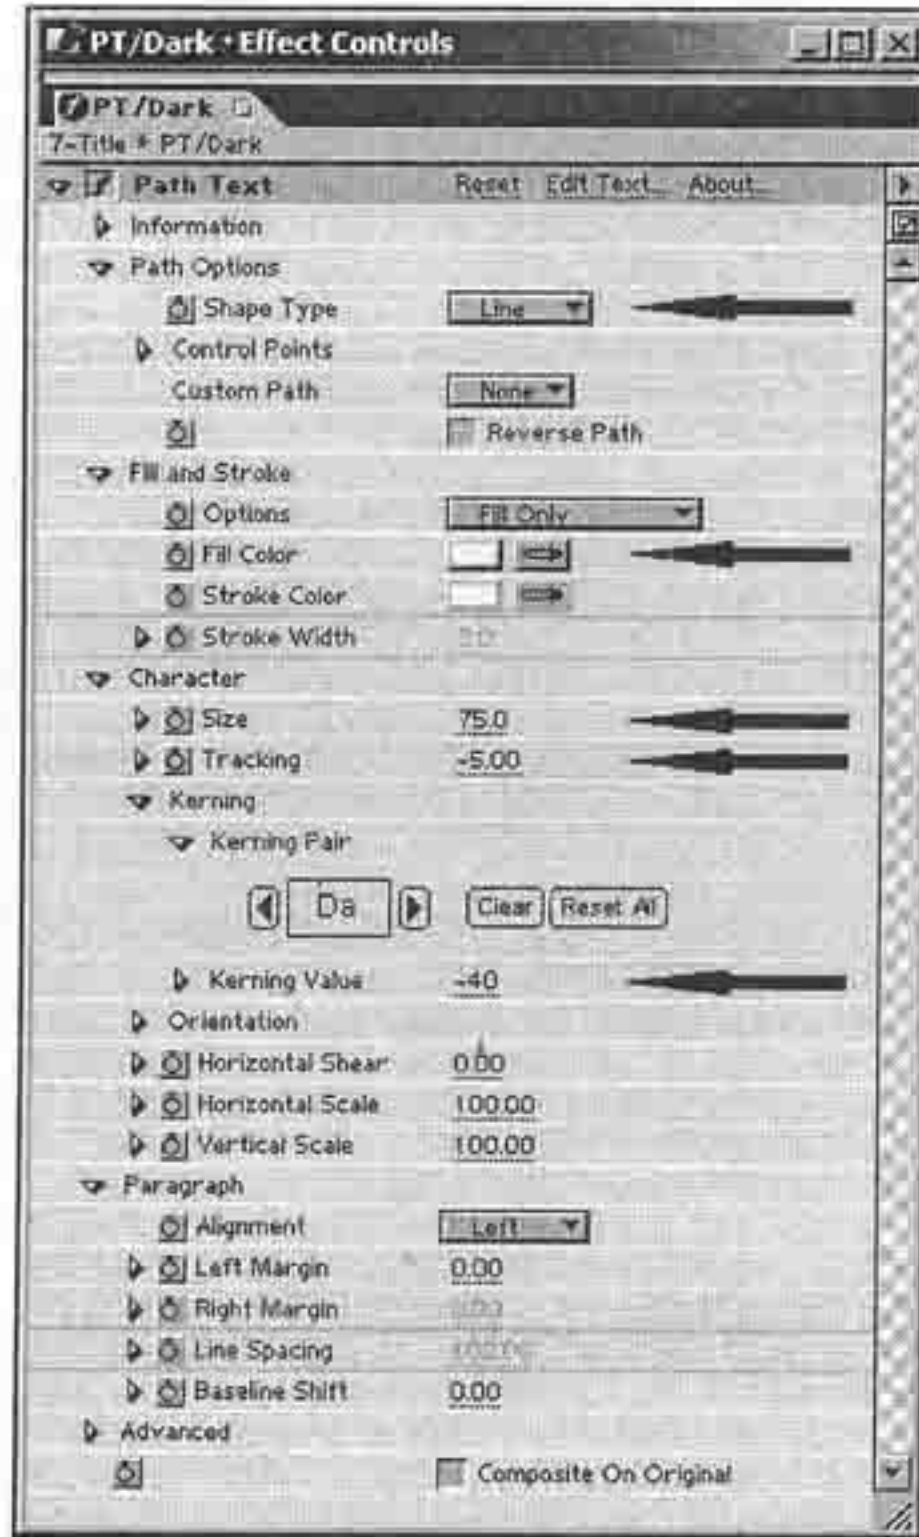 PT/Dark • Effect Controls
PT/Dark
7-Title * PT/Dark
Path Text Reset Edit Text... About...
Information
Path Options
Shape Type Line
Control Points
Custom Path None
Reverse Path
Fill and Stroke
Options Fill Only
Fill Color
Stroke Color
Stroke Width
Character
Size 75.0
Tracking -5.00
Kerning
Kerning Pair
Da Clear Reset All
Kerning Value -40
Orientation
Horizontal Shear 0.00
Horizontal Scale 100.00
Vertical Scale 100.00
Paragraph
Alignment Left
Left Margin 0.00
Right Margin
Line Spacing
Baseline Shift 0.00
Advanced
Composite On Original